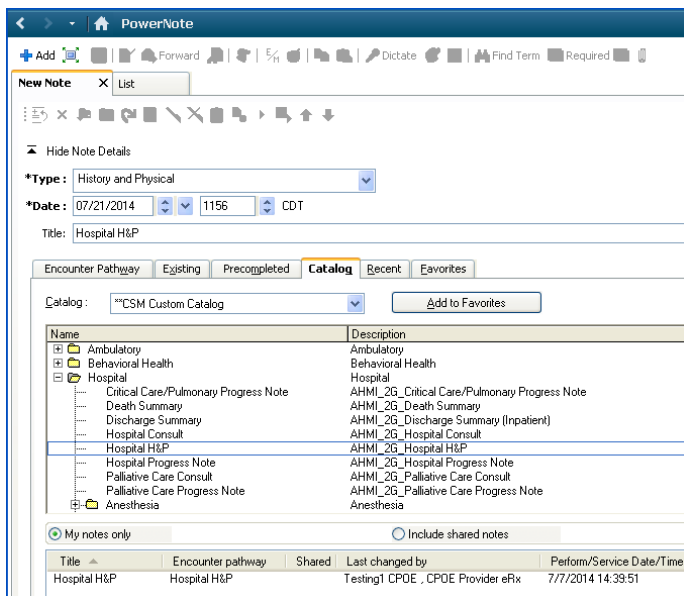 PowerNote
Add Forward E/M Dictate Find Term Required
New Note X List
Hide Note Details
*Type : History and Physical
*Date : 07/21/2014 1156 CDT
Title: Hospital H&P
Encounter Pathway Existing Precompleted Catalog Recent Favorites
Catalog : **CSM Custom Catalog Add to Favorites
Name Description
Ambulatory Ambulatory
Behavioral Health Behavioral Health
Hospital Hospital
Critical Care/Pulmonary Progress Note AHMI_2G_Critical Care/Pulmonary Progress Note
Death Summary AHMI_2G_Death Summary
Discharge Summary AHMI_2G_Discharge Summary (Inpatient)
Hospital Consult AHMI_2G_Hospital Consult
Hospital H&P AHMI_2G_Hospital H&P
Hospital Progress Note AHMI_2G_Hospital Progress Note
Palliative Care Consult AHMI_2G_Palliative Care Consult
Palliative Care Progress Note AHMI_2G_Palliative Care Progress Note
Anesthesia Anesthesia
My notes only Include shared notes
Title Encounter pathway Shared Last changed by Perform/Service Date/Time
Hospital H&P Hospital H&P Testing1 CPOE , CPOE Provider eRx 7/7/2014 14:39:51